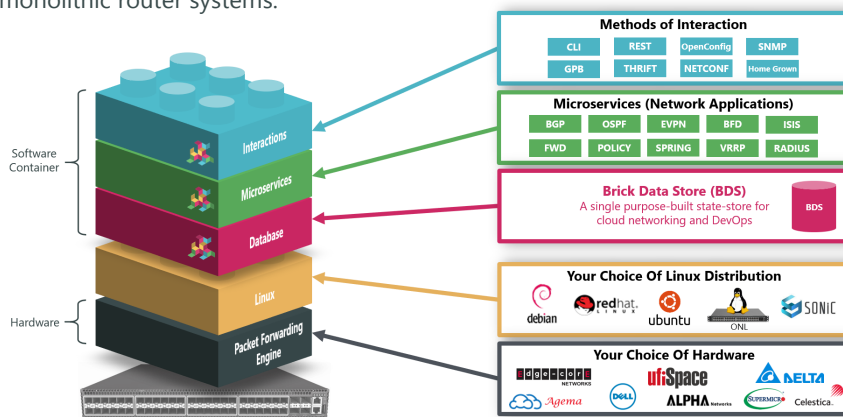 monolithic router systems.
Software
Container
Hardware
Interactions
Microservices
Database
Linux
Packet Forwarding
Engine
Methods of Interaction
CLI REST OpenConfig SNMP
GPB THRIFT NETCONF Home Grown
Microservices (Network Applications)
BGP OSPF EVPN BFD ISIS
FWD POLICY SPRING VRRP RADIUS
Brick Data Store (BDS)
A single purpose-built state-store for
cloud networking and DevOps
BDS
Your Choice Of Linux Distribution
debian redhat. LINUX ubuntu ONL SONiC
Your Choice Of Hardware
Edge-corE NETWORKS ufiSpace DELTA
Agema DELL ALPHA Networks SUPERMICR Celestica.